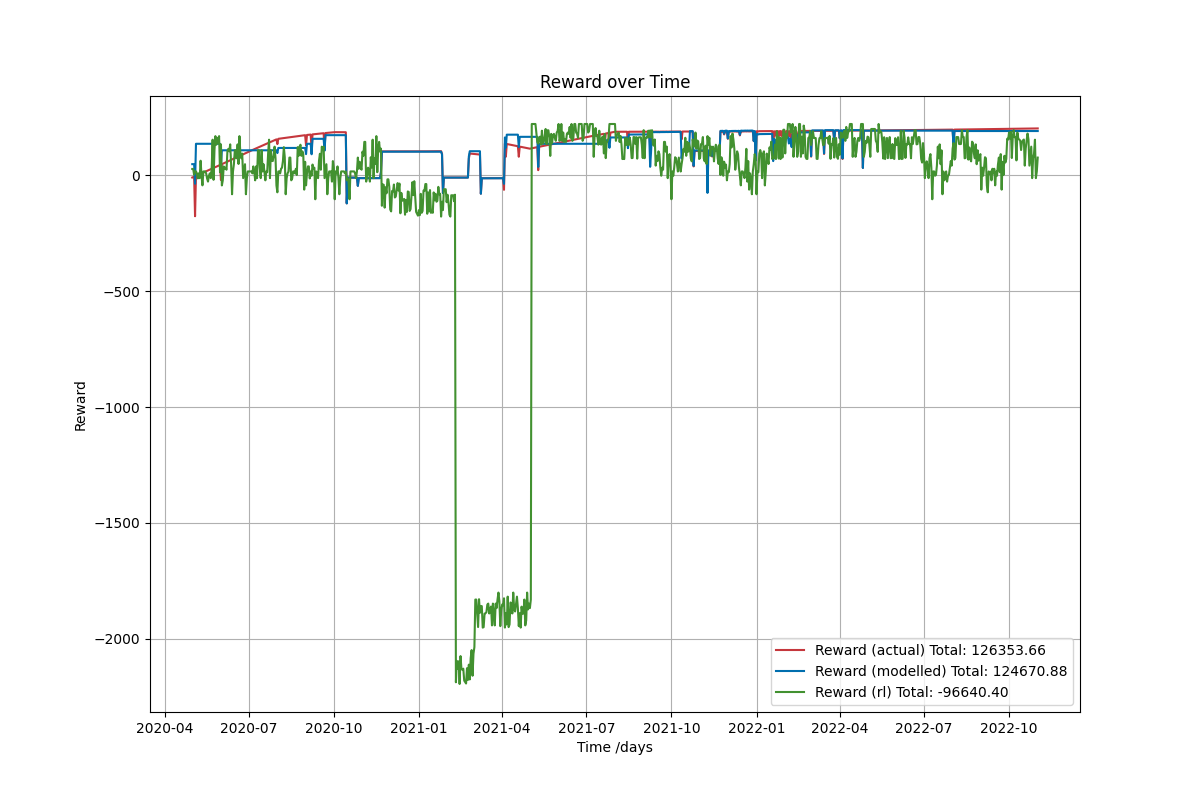 Reward over Time
0
−500
−1000
−1500
−2000
Reward
2020-04 2020-07 2020-10 2021-01 2021-04 2021-07 2021-10 2022-01 2022-04 2022-07 2022-10
Time /days
Reward (actual) Total: 126353.66
Reward (modelled) Total: 124670.88
Reward (rl) Total: -96640.40